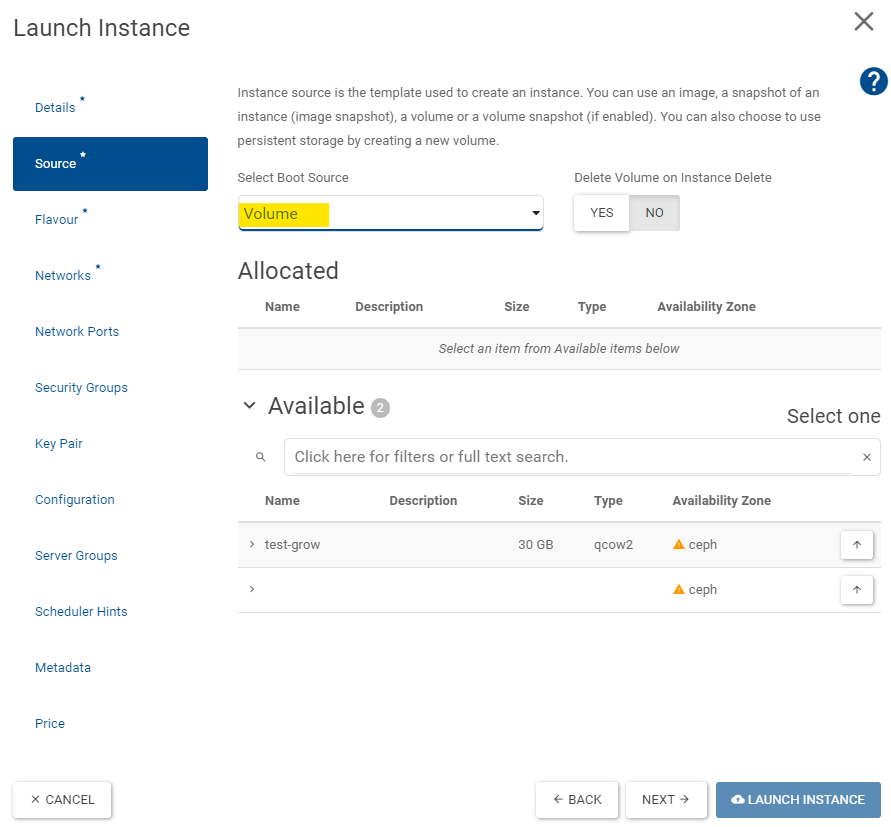 Launch Instance
Details *
Source *
Flavour *
Networks *
Network Ports
Security Groups
Key Pair
Configuration
Server Groups
Scheduler Hints
Metadata
Price
?
Instance source is the template used to create an instance. You can use an image, a snapshot of an
instance (image snapshot), a volume or a volume snapshot (if enabled). You can also choose to use
persistent storage by creating a new volume.
Select Boot Source Delete Volume on Instance Delete
Volume YES NO
Allocated
Name Description Size Type Availability Zone
Select an item from Available items below
Available 2
Select one
Click here for filters or full text search.
Name Description Size Type Availability Zone
test-grow 30 GB qcow2 ceph
ceph
× CANCEL ← BACK NEXT → LAUNCH INSTANCE